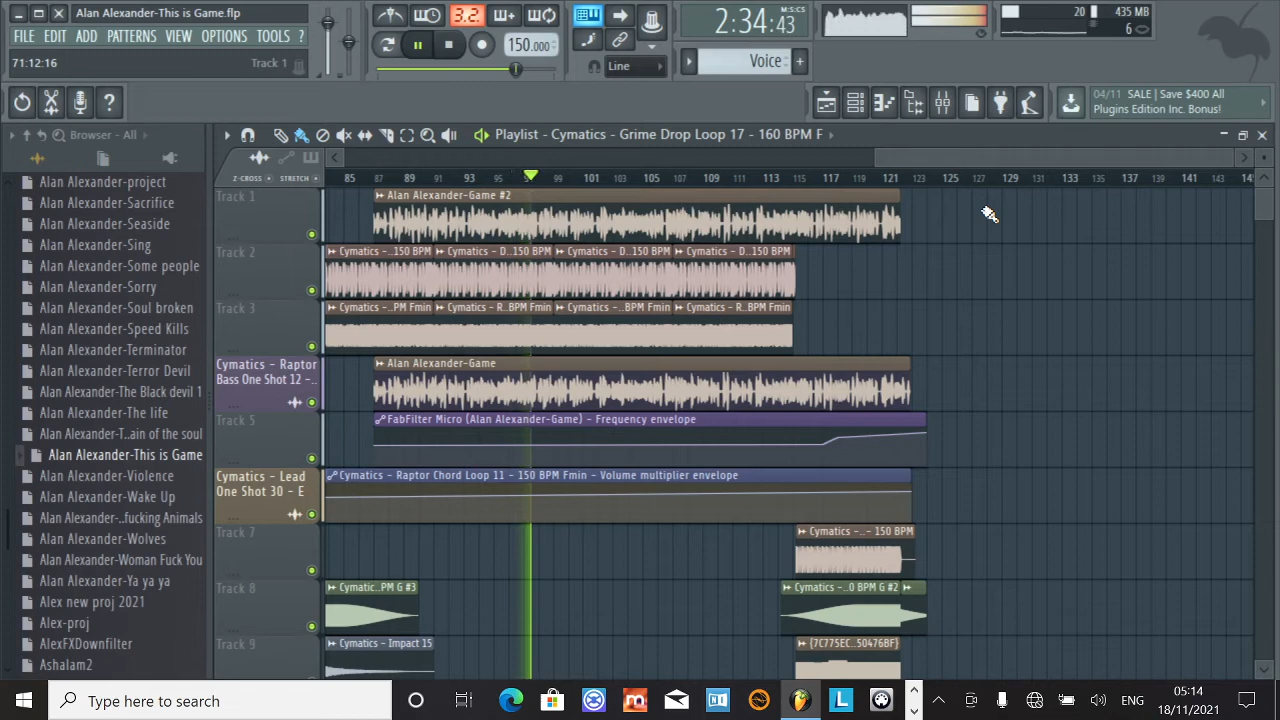 Alan Alexander-This is Game.flp
FILE EDIT ADD PATTERNS VIEW OPTIONS TOOLS ?
71:12:16 Track 1
3.2.
150.000
Line
2:34:43
M:S:CS
Voice
20 435 MB
6
04/11 SALE | Save $400 All
Plugins Edition Inc. Bonus!
Browser - All
Playlist - Cymatics - Grime Drop Loop 17 - 160 BPM F
Z-CROSS STRETCH
85 87 89 91 93 95 99 101 103 105 107 109 111 113 115 117 119 121 123 125 127 129 131 133 135 137 139 141 143 145
Alan Alexander-project
Alan Alexander-Sacrifice
Alan Alexander-Seaside
Alan Alexander-Sing
Alan Alexander-Some people
Alan Alexander-Sorry
Alan Alexander-Soul broken
Alan Alexander-Speed Kills
Alan Alexander-Terminator
Alan Alexander-Terror Devil
Alan Alexander-The Black devil 1
Alan Alexander-The life
Alan Alexander-T..ain of the soul
Alan Alexander-This is Game
Alan Alexander-Violence
Alan Alexander-Wake Up
Alan Alexander-..fucking Animals
Alan Alexander-Wolves
Alan Alexander-Woman Fuck You
Alan Alexander-Ya ya ya
Alex new proj 2021
Alex-proj
AlexFXDownfilter
Ashalam2
Track 1
Alan Alexander-Game #2
Track 2
Cymatics - ..150 BPM Cymatics - D...150 BPM Cymatics - D...150 BPM Cymatics - D...150 BPM
Track 3
Cymatics -...PM Fmin Cymatics - R..BPM Fmin Cymatics -..BPM Fmin Cymatics - R..BPM Fmin
Cymatics - Raptor
Bass One Shot 12 -..
Alan Alexander-Game
Track 5
FabFilter Micro (Alan Alexander-Game) - Frequency envelope
Cymatics - Lead
One Shot 30 - E
Cymatics - Raptor Chord Loop 11 - 150 BPM Fmin - Volume multiplier envelope
Track 7
Cymatics -..- 150 BPM
Track 8
Cymatic..PM G #3
Cymatics -..0 BPM G #2
Track 9
Cymatics - Impact 15
{7C775EC..50476BF}
Type here to search
ENG
05:14
18/11/2021